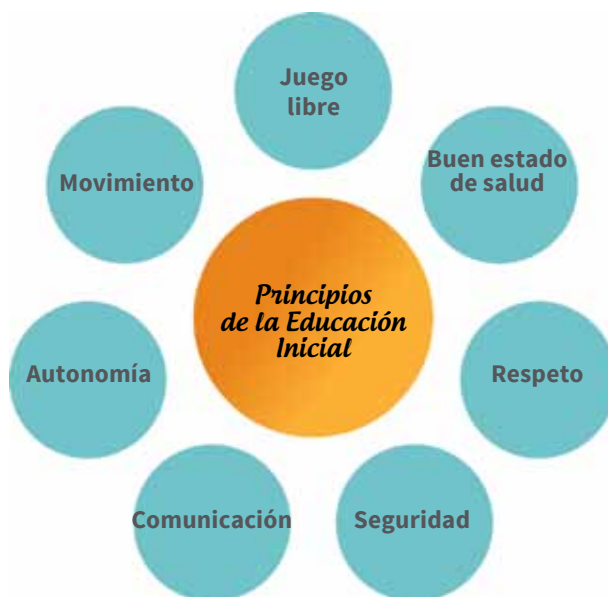 Juego
libre
Buen estado
de salud
Movimiento
Principios
de la Educación
Inicial
Autonomía
Respeto
Comunicación
Seguridad